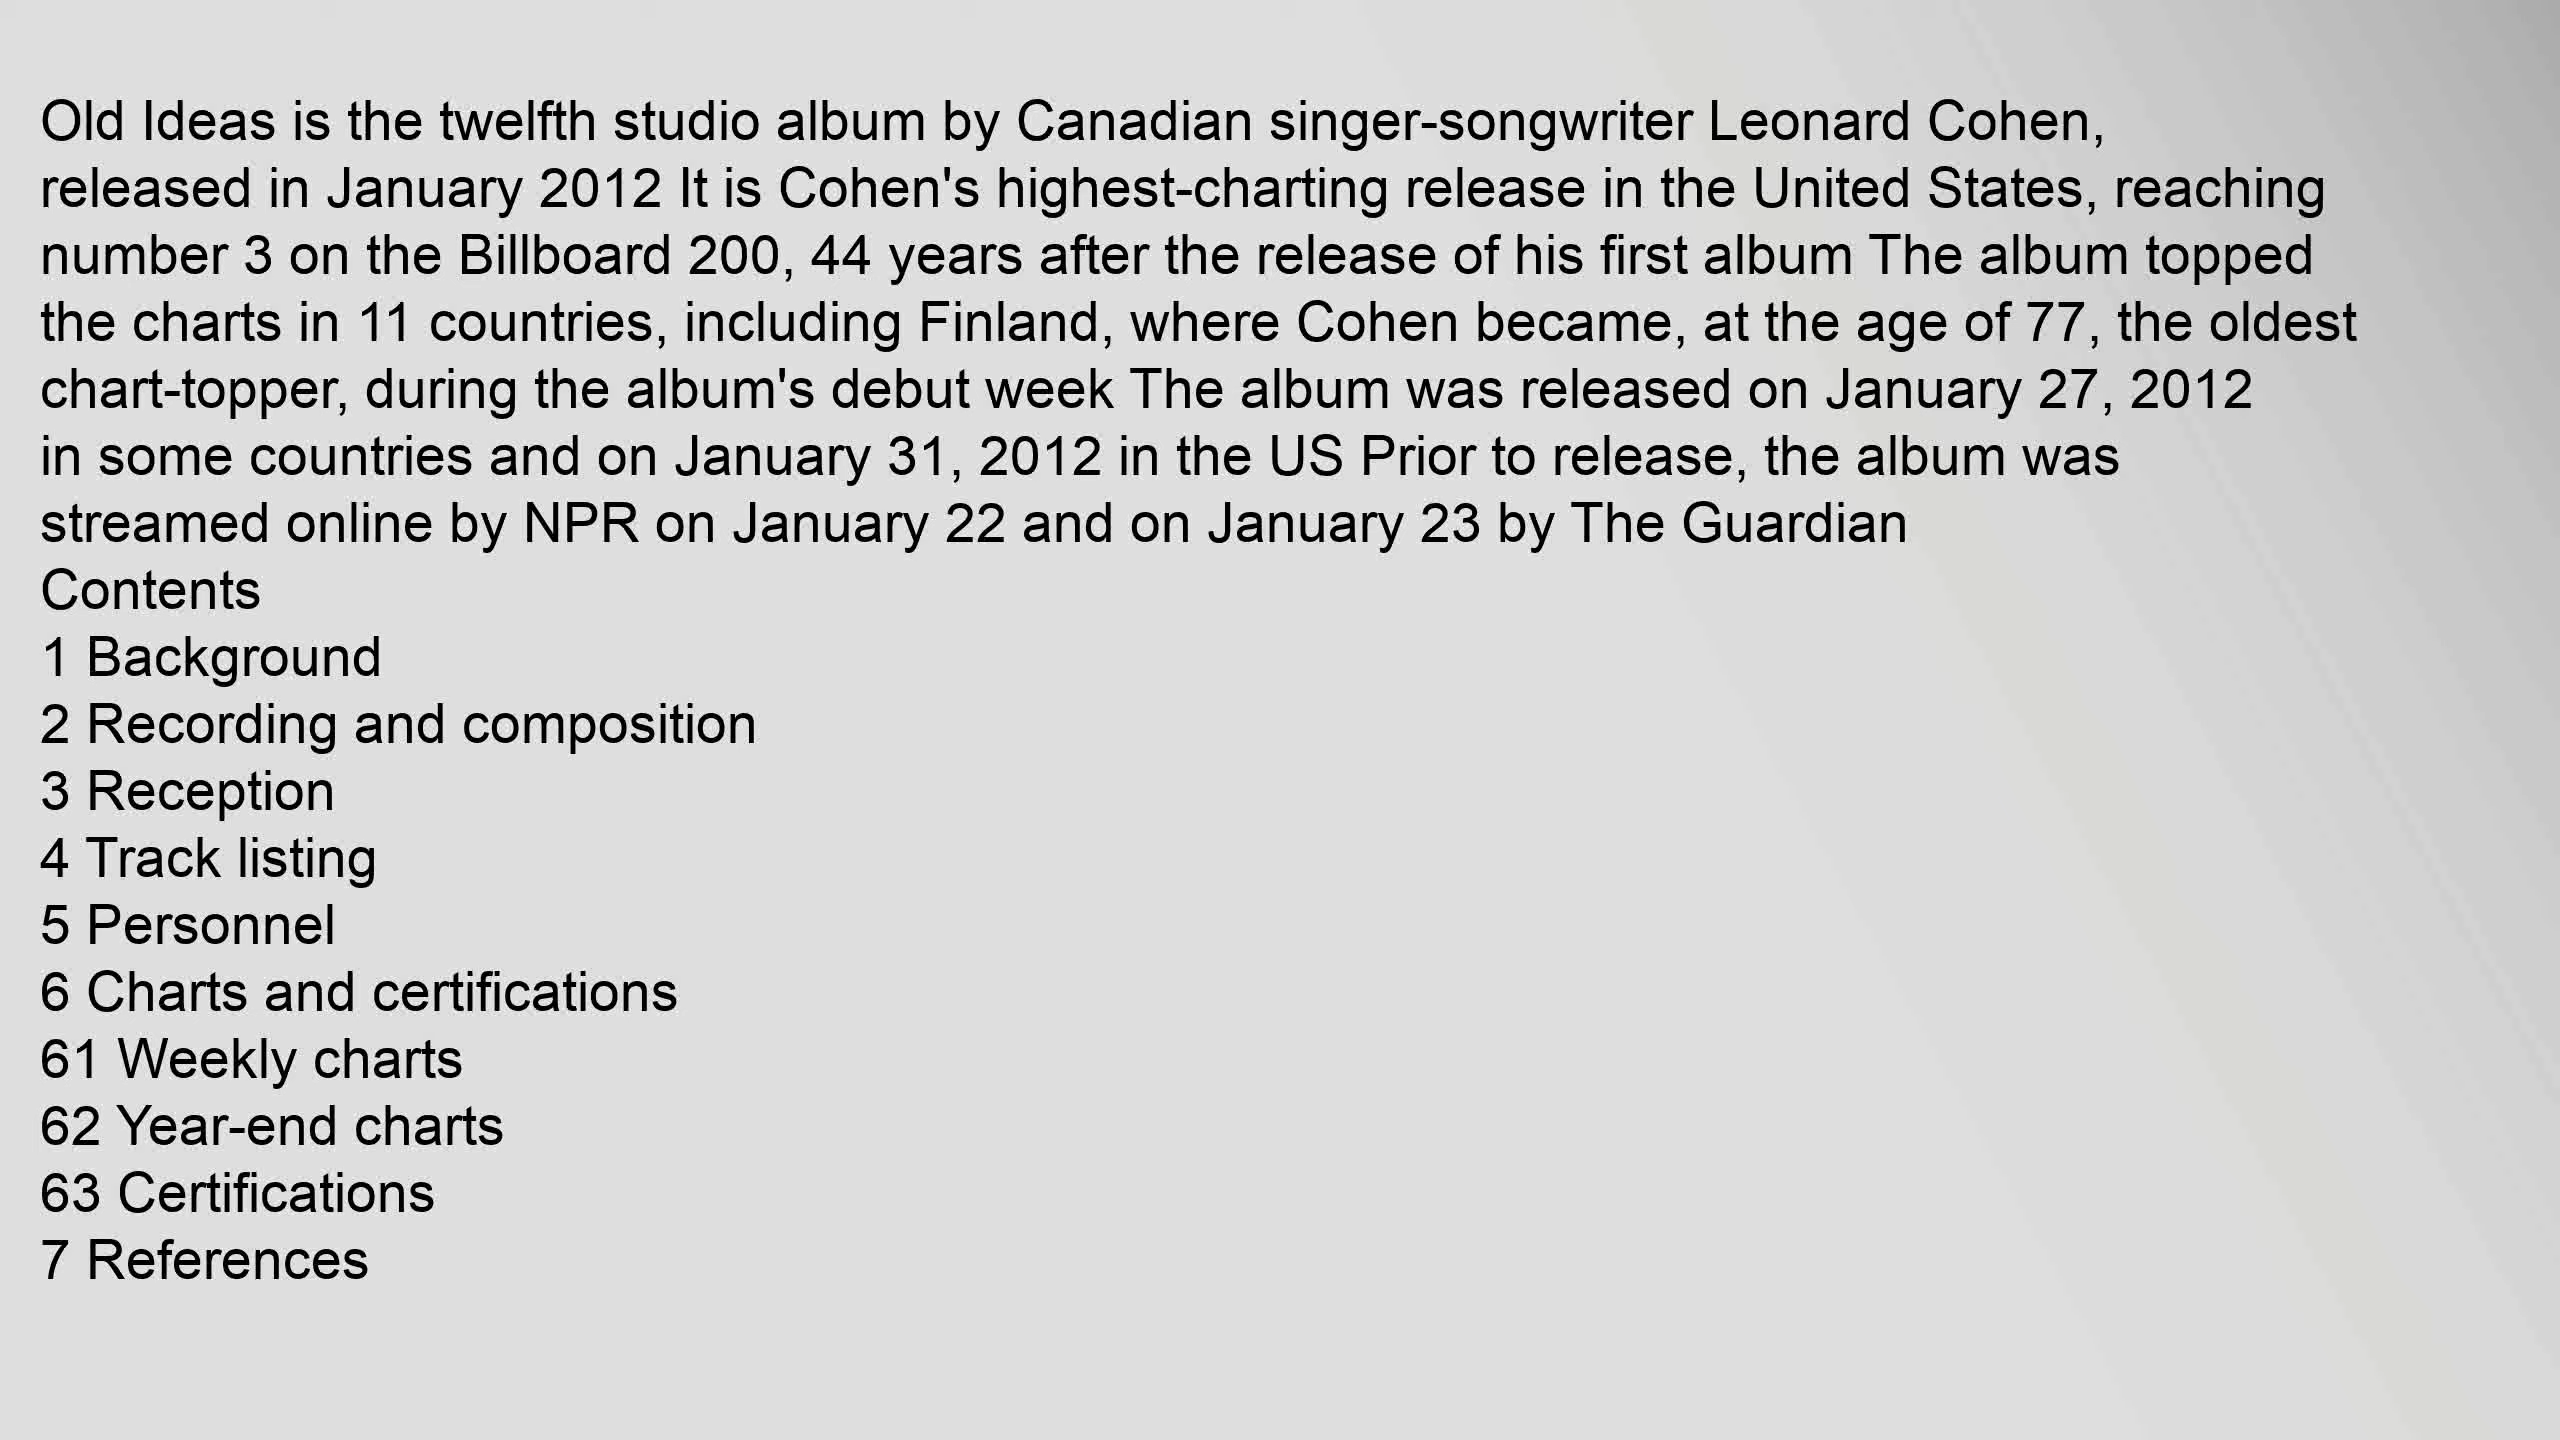 Old Ideas is the twelfth studio album by Canadian singer-songwriter Leonard Cohen,
released in January 2012 It is Cohen's highest-charting release in the United States, reaching
number 3 on the Billboard 200, 44 years after the release of his first album The album topped
the charts in 11 countries, including Finland, where Cohen became, at the age of 77, the oldest
chart-topper, during the album's debut week The album was released on January 27, 2012
in some countries and on January 31, 2012 in the US Prior to release, the album was
streamed online by NPR on January 22 and on January 23 by The Guardian
Contents
1 Background
2 Recording and composition
3 Reception
4 Track listing
5 Personnel
6 Charts and certifications
61 Weekly charts
62 Year-end charts
63 Certifications
7 References